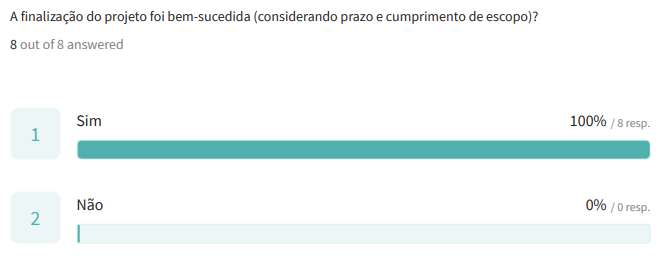 A finalização do projeto foi bem-sucedida (considerando prazo e cumprimento de escopo)?
8 out of 8 answered
1
Sim
100% / 8 resp.
2
Não
0% / 0 resp.